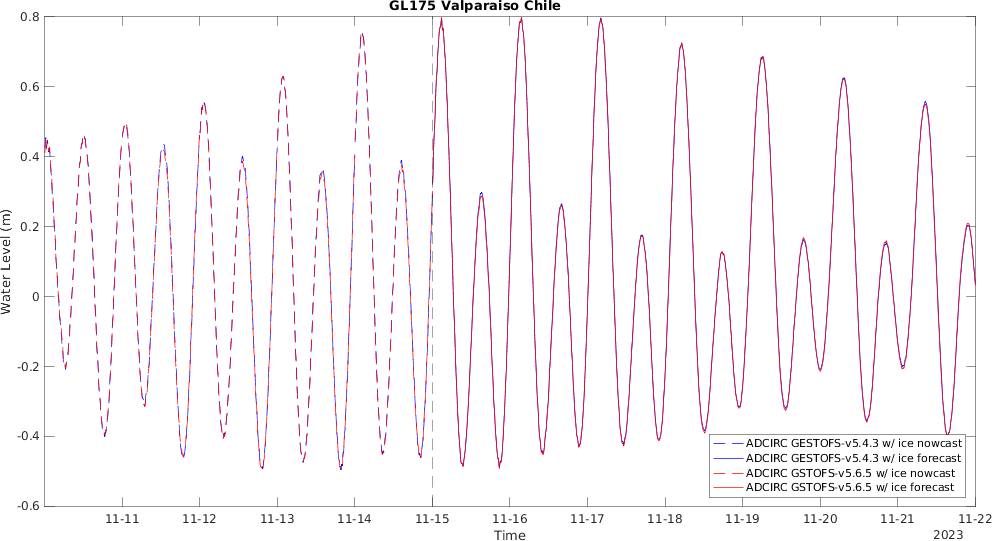 GL175 Valparaiso Chile
Water Level (m)
0.8
0.6
0.4
0.2
0
-0.2
-0.4
-0.6
ADCIRC GESTOFS-v5.4.3 w/ ice nowcast
ADCIRC GESTOFS-v5.4.3 w/ ice forecast
ADCIRC GSTOFS-v5.6.5 w/ ice nowcast
ADCIRC GSTOFS-v5.6.5 w/ ice forecast
11-11 11-12 11-13 11-14 11-15 11-16 11-17 11-18 11-19 11-20 11-21 11-22
Time
2023